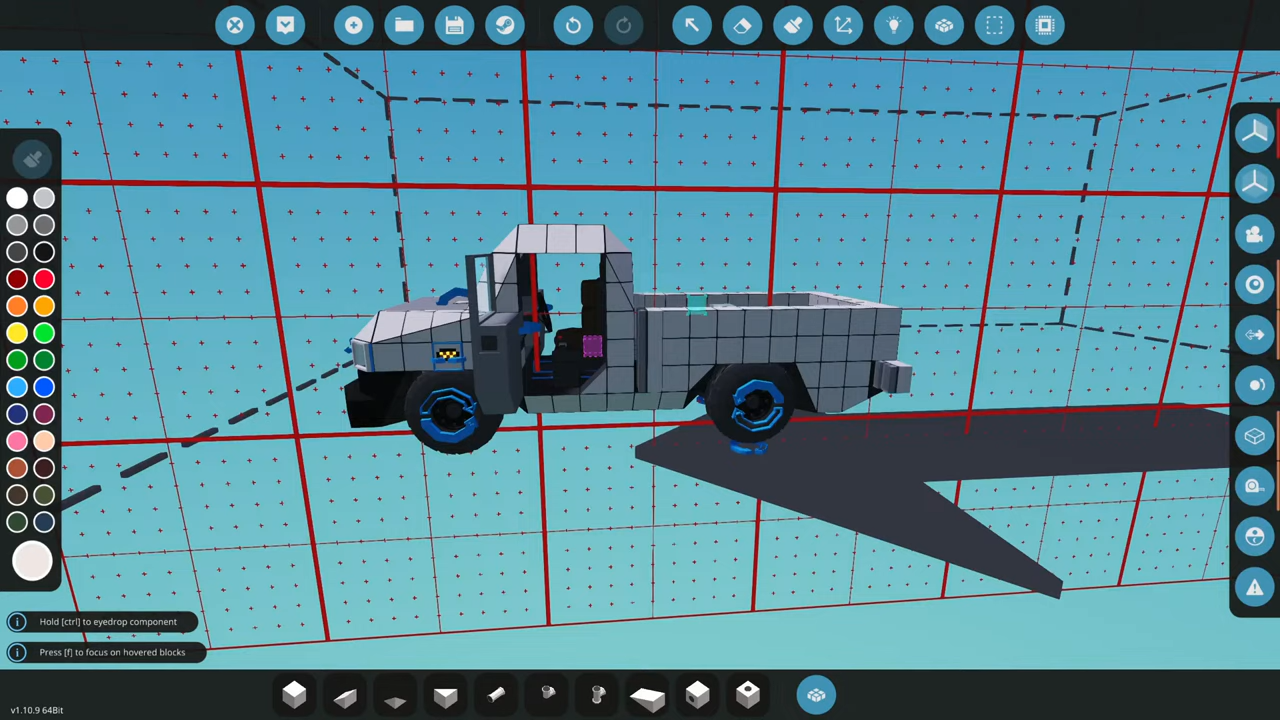 Hold [ctrl] to eyedrop component
Press [f] to focus on hovered blocks
v1.10.9 64Bit